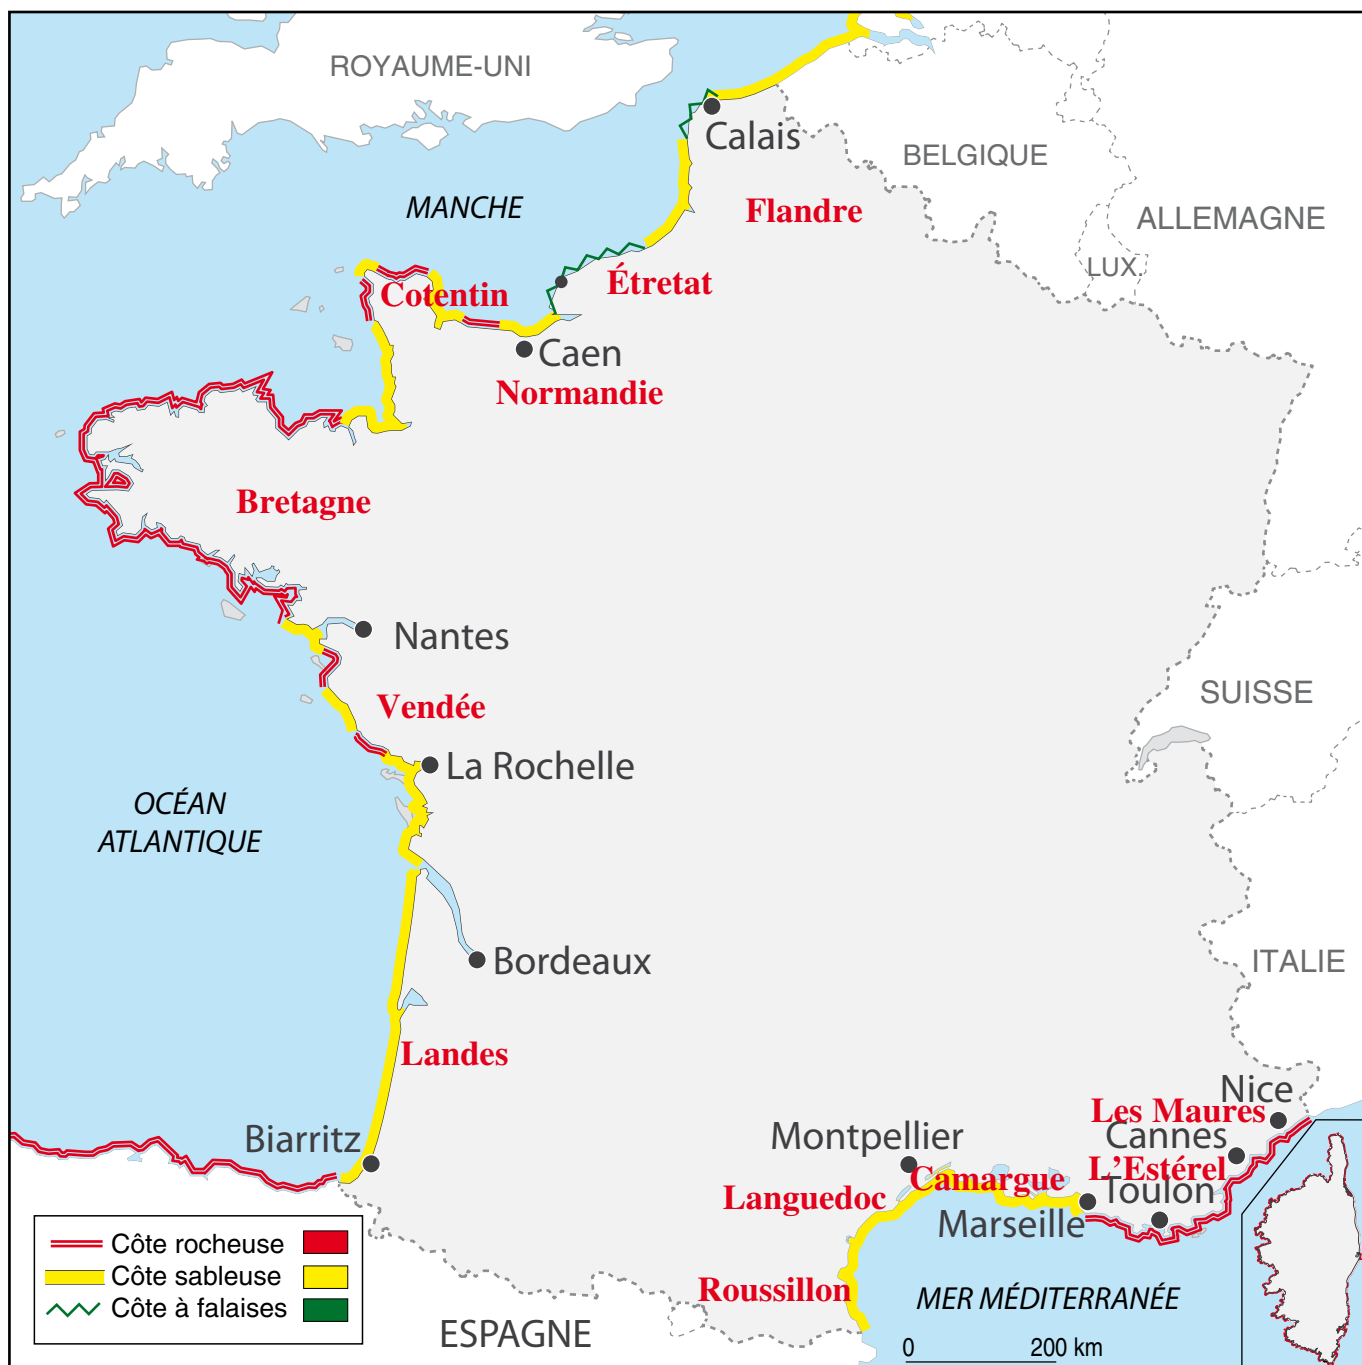 ROYAUME-UNI
Calais
BELGIQUE
MANCHE
Flandre
ALLEMAGNE
LUX.
Étretat
Cotentin
Caen
Normandie
Bretagne
Nantes
SUISSE
Vendée
La Rochelle
OCÉAN
ATLANTIQUE
Bordeaux
ITALIE
Landes
Nice
Les Maures
Biarritz
Montpellier
Cannes
L'Estérel
Camargue
Languedoc
Toulon
Marseille
Côte rocheuse
Côte sableuse
Côte à falaises
Roussillon
MER MÉDITERRANÉE
ESPAGNE
0 200 km